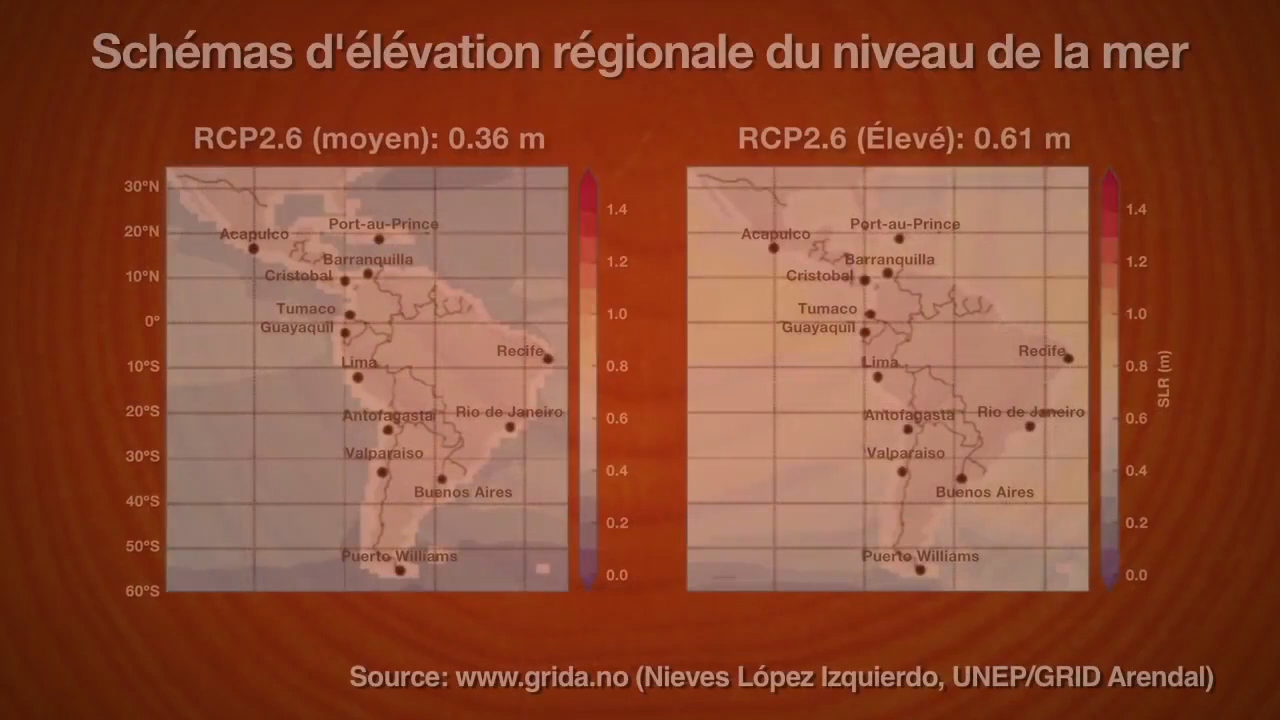 Schémas d'élévation régionale du niveau de la mer
RCP2.6 (moyen): 0.36 m
30°N
20°N
10°N
0°
10°S
20°S
30°S
40°S
50°S
60°S
Acapulco
Port-au-Prince
Barranquilla
Cristobal
Tumaco
Guayaquil
Lima
Recife
Antofagasta
Rio de Janeiro
Valparaiso
Buenos Aires
Puerto Williams
1.4
1.2
1.0
0.8
0.6
0.4
0.2
0.0
RCP2.6 (Élevé): 0.61 m
Acapulco
Port-au-Prince
Barranquilla
Cristobal
Tumaco
Guayaquil
Lima
Recife
Antofagasta
Rio de Janeiro
Valparaiso
Buenos Aires
Puerto Williams
1.4
1.2
1.0
0.8
0.6
0.4
0.2
0.0
SLR (m)
Source: www.grida.no (Nieves López Izquierdo, UNEP/GRID Arendal)